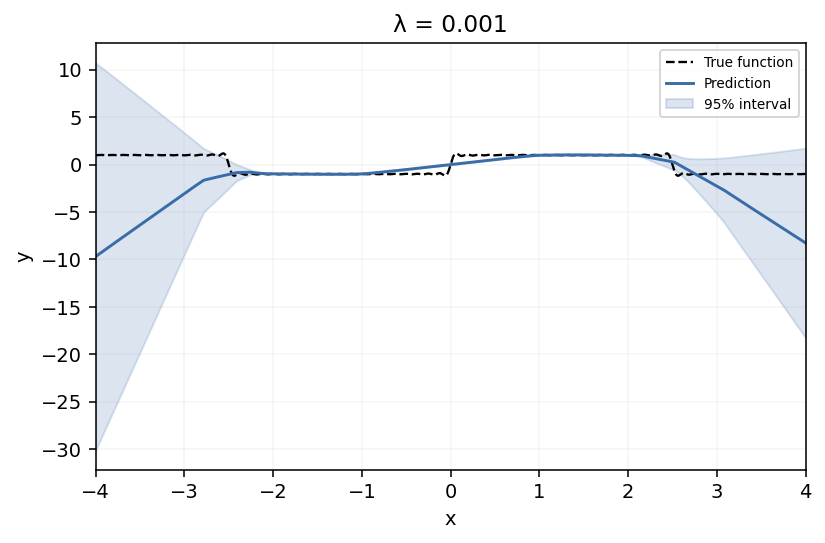 λ = 0.001
True function
Prediction
95% interval
y
10
5
0
−5
−10
−15
−20
−25
−30
−4 −3 −2 −1 0 1 2 3 4
x